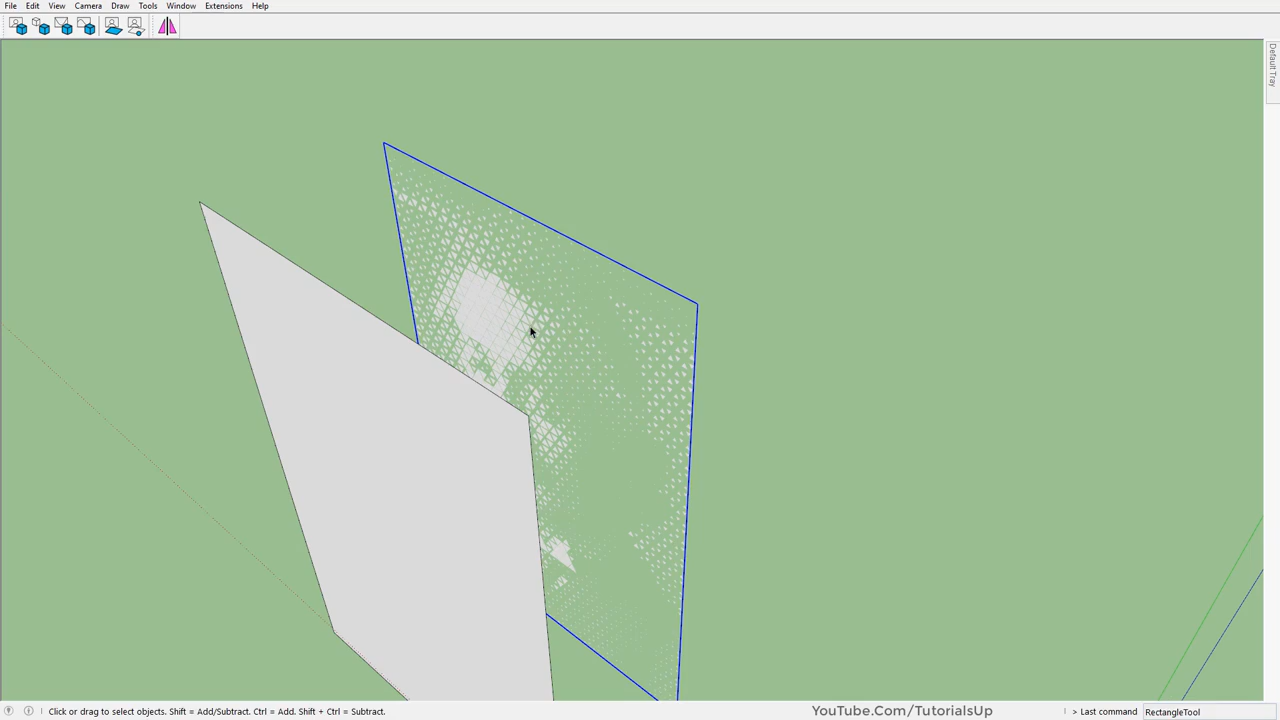 File Edit View Camera Draw Tools Window Extensions Help
Default Tray
Click or drag to select objects. Shift = Add/Subtract. Ctrl = Add. Shift + Ctrl = Subtract.
YouTube.Com/TutorialsUp
> Last command
RectangleTool